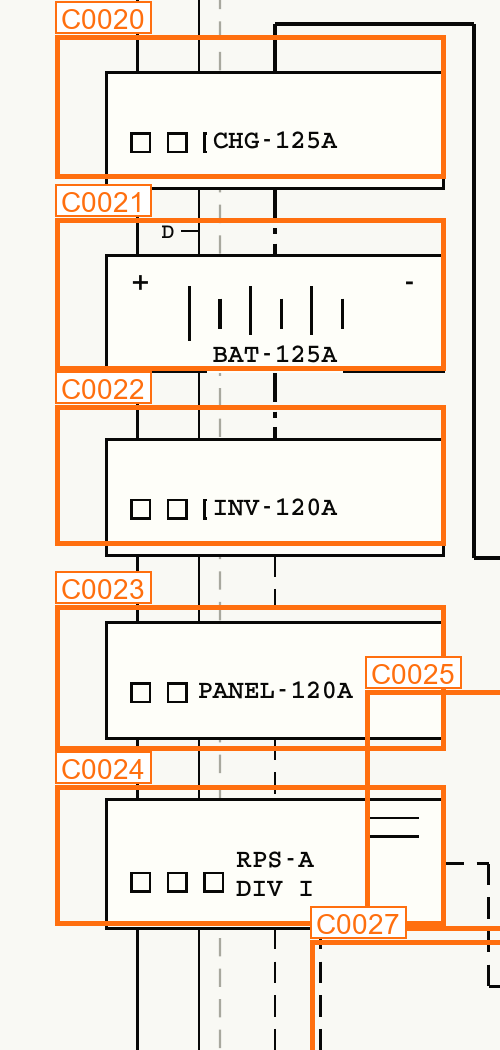 C0020
CHG-125A
C0021
D
+ -
BAT-125A
C0022
INV-120A
C0023
PANEL-120A
C0025
C0024
RPS-A
DIV I
C0027